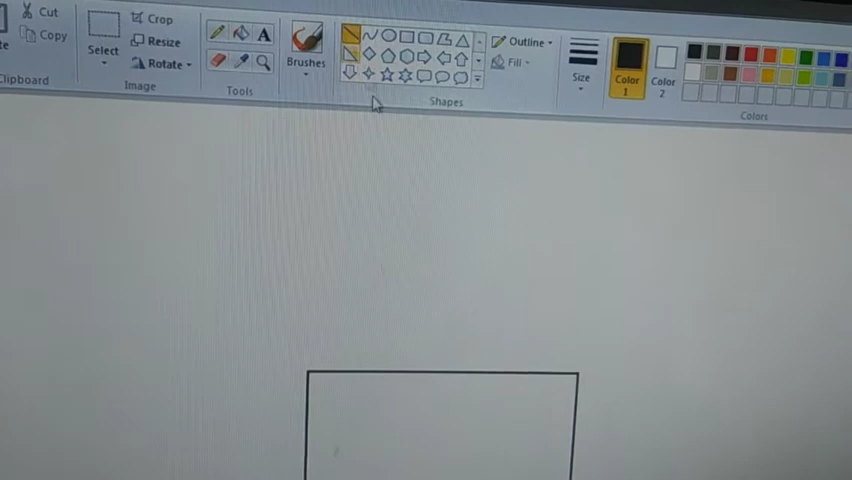 Cut
Copy
Clipboard
Select
Crop
Resize
Rotate
Image
A
Tools
Brushes
Shapes
Outline
Fill
Size
Color
1
Color
2
Colors